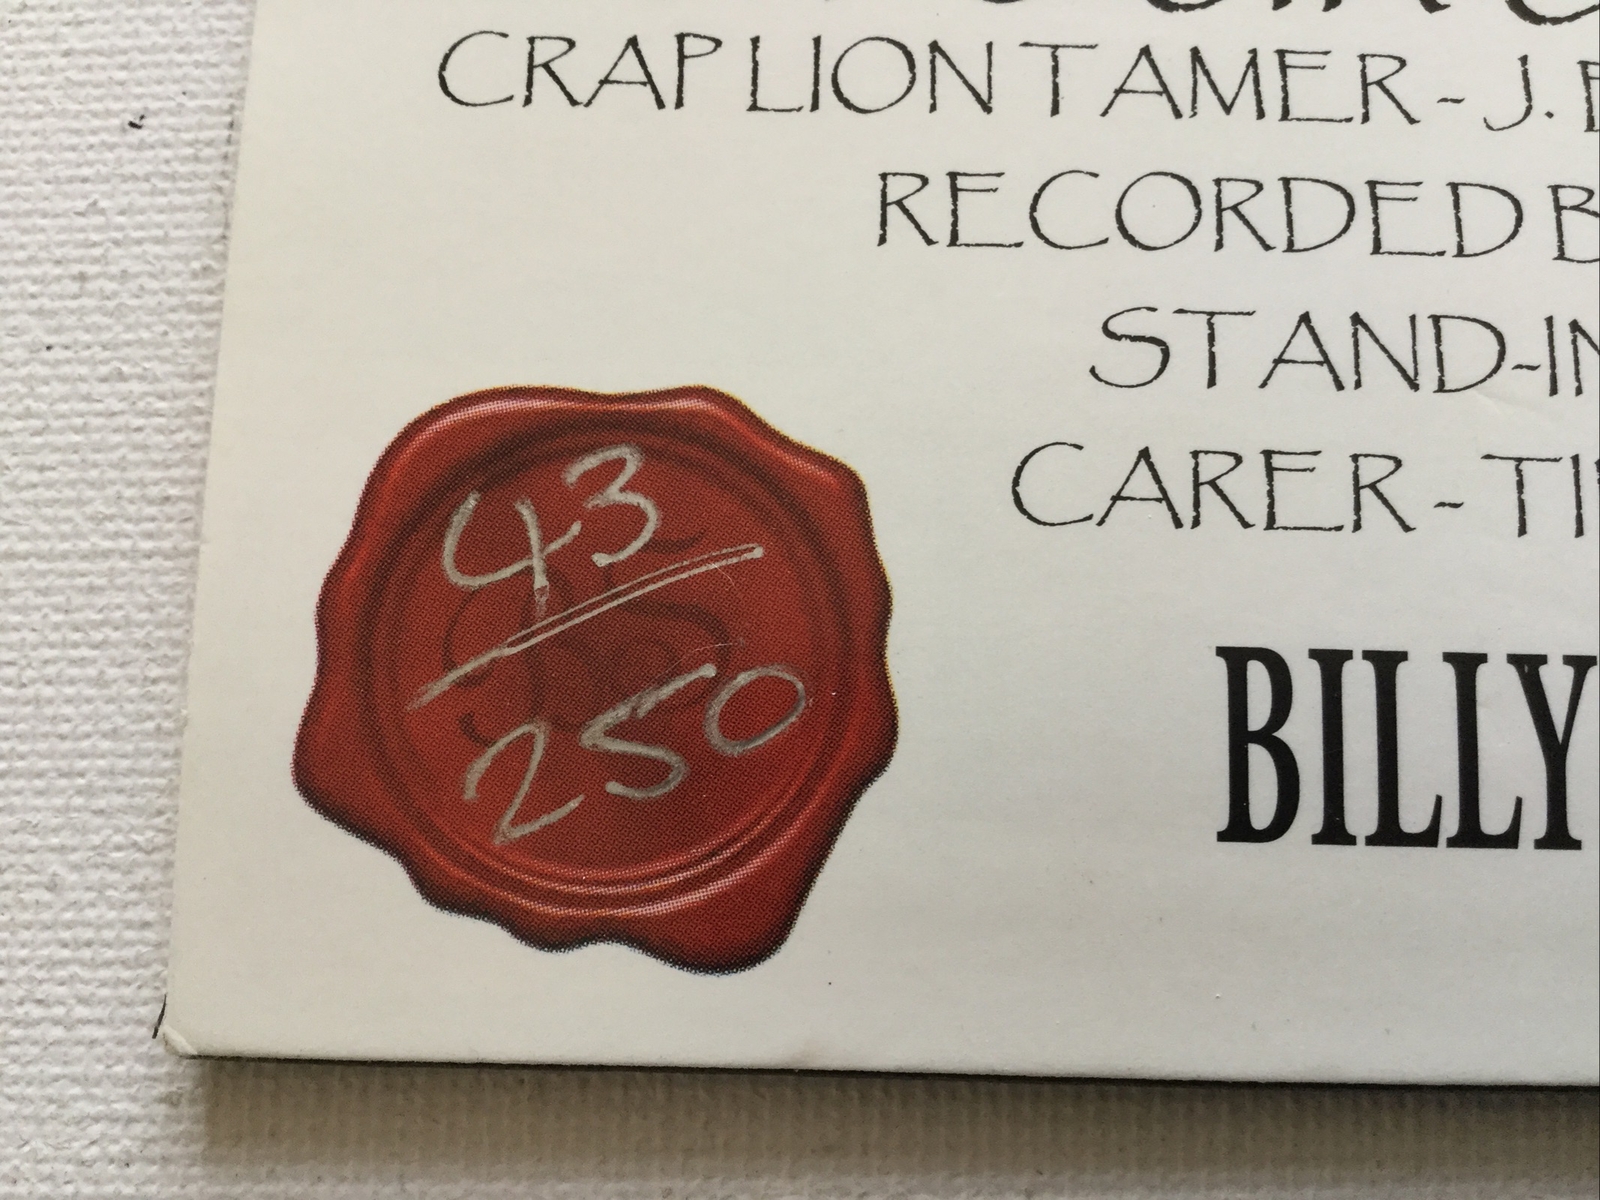 CRAP LION TAMER - J.
RECORDED
STAND-IN
CARER -
BILLY
43
250